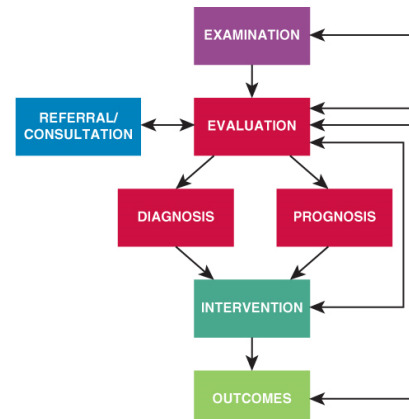 EXAMINATION
REFERRAL/
CONSULTATION
EVALUATION
DIAGNOSIS
PROGNOSIS
INTERVENTION
OUTCOMES